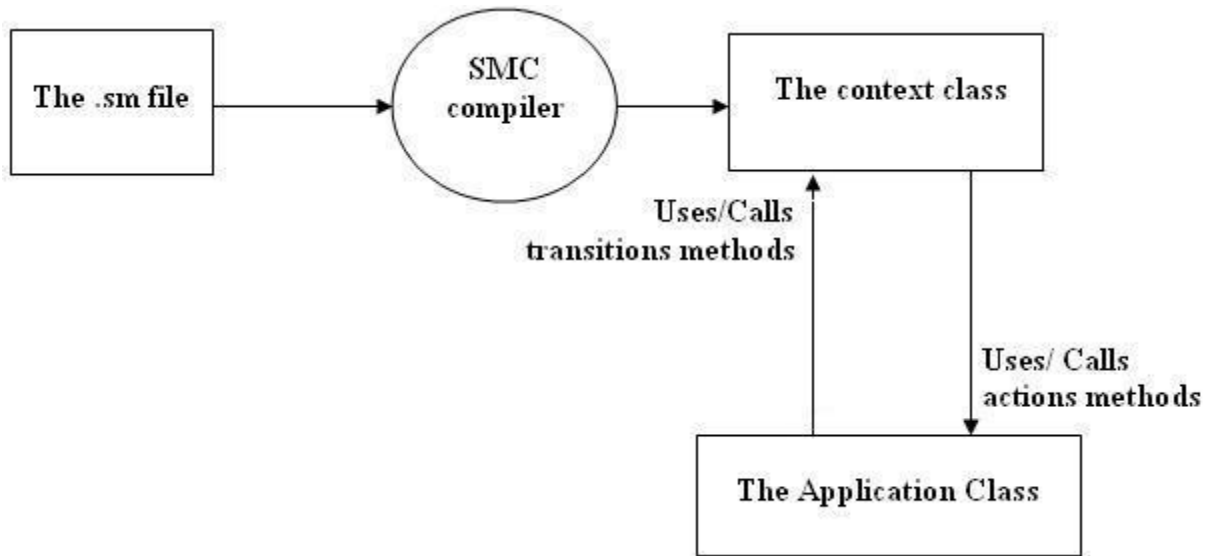 The .sm file
SMC
compiler
The context class
Uses/Calls
transitions methods
Uses/ Calls
actions methods
The Application Class